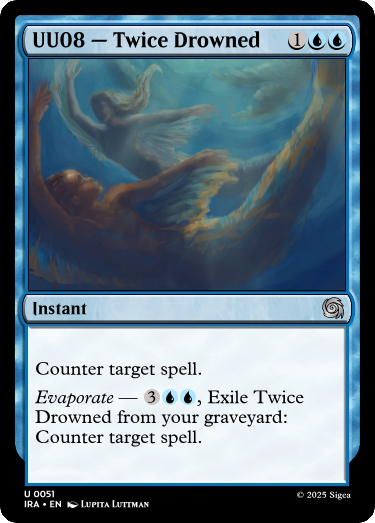 UU08 — Twice Drowned 1
Instant
Counter target spell.
Evaporate — 3, Exile Twice
Drowned from your graveyard:
Counter target spell.
U 0051
IRA • EN LUPITA LUTTMAN
© 2025 Sigea